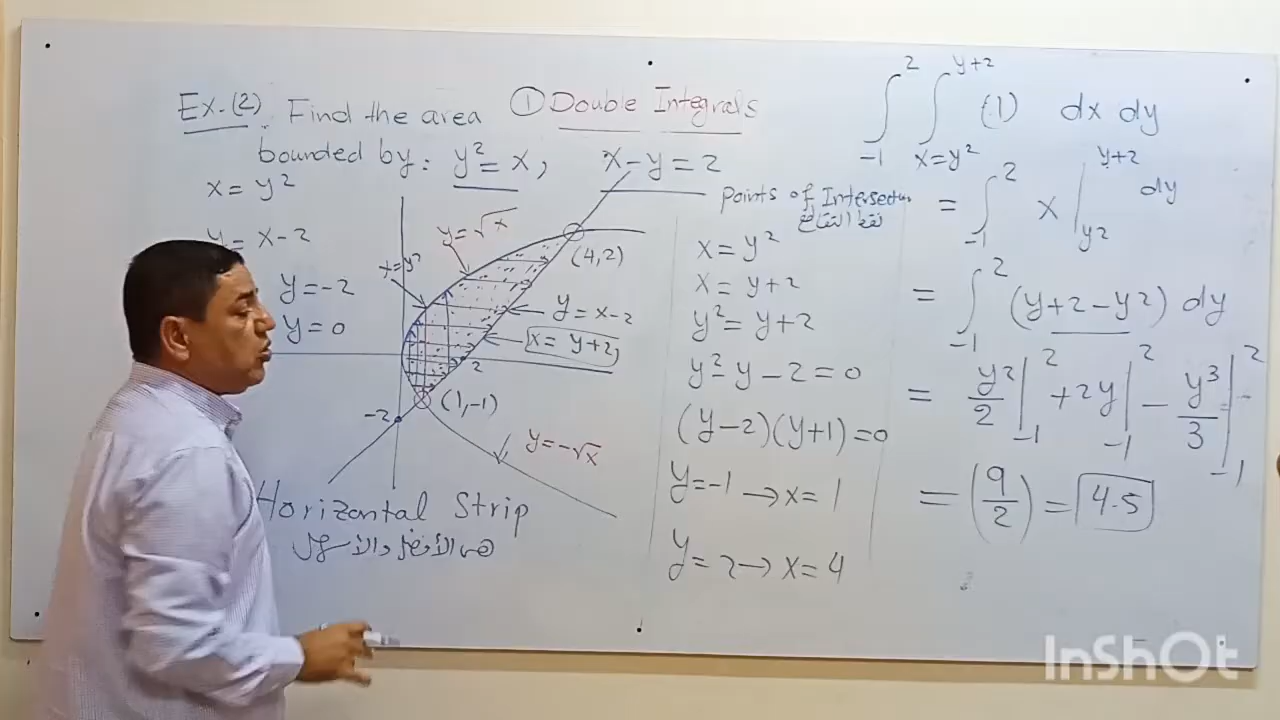 Ex.(2) Find the area
① Double Integrals
bounded by: y² = x, x-y=2
x = y²
y = x-2
y=-2
y=0
y=√x
x=y²
(4,2)
y=x-2
x= y+2
2
(1,-1)
-2
y=-√x
Horizontal Strip
points of
نقط التقاطع
x= y²
x= y+2
y²= y+2
y²-y-2=0
(y-2)(y+1)=0
y=-1 → x=1
y=2 → x=4
∫₋₁² ∫_{x=y²}^{y+2} (1) dx dy
= ∫₋₁² x |_{y²}^{y+2} dy
= ∫₋₁² (y+2-y²) dy
= y²/2 |₋₁² + 2y |₋₁² - y³/3 |₋₁²
= (9/2) = 4.5
InShOt